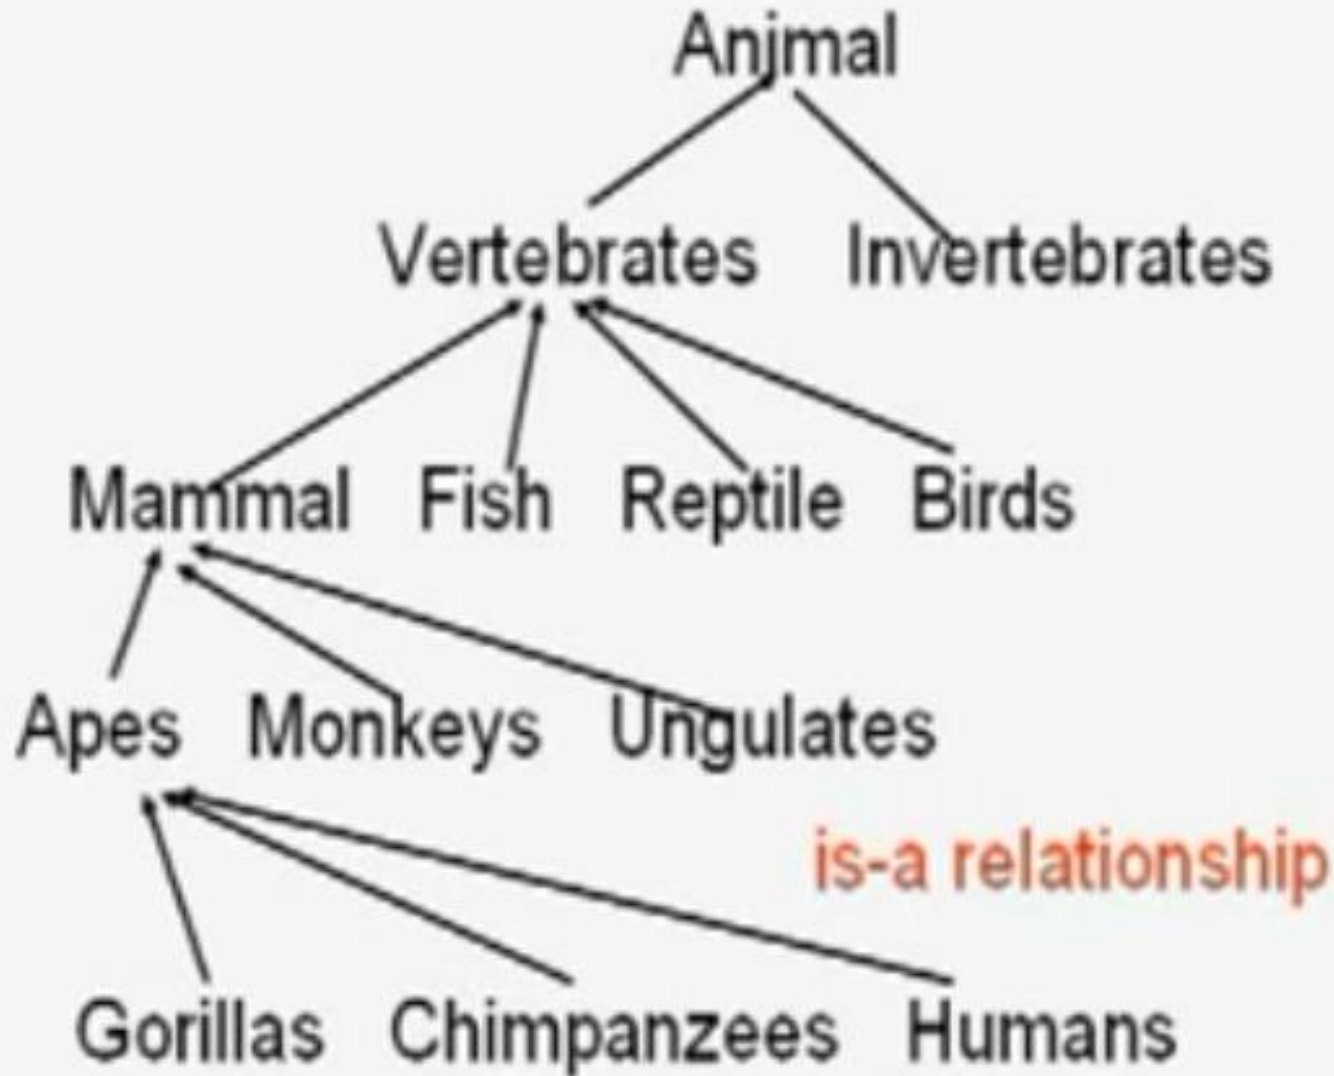 Animal
Vertebrates Invertebrates
Mammal Fish Reptile Birds
Apes Monkeys Ungulates
is-a relationship
Gorillas Chimpanzees Humans